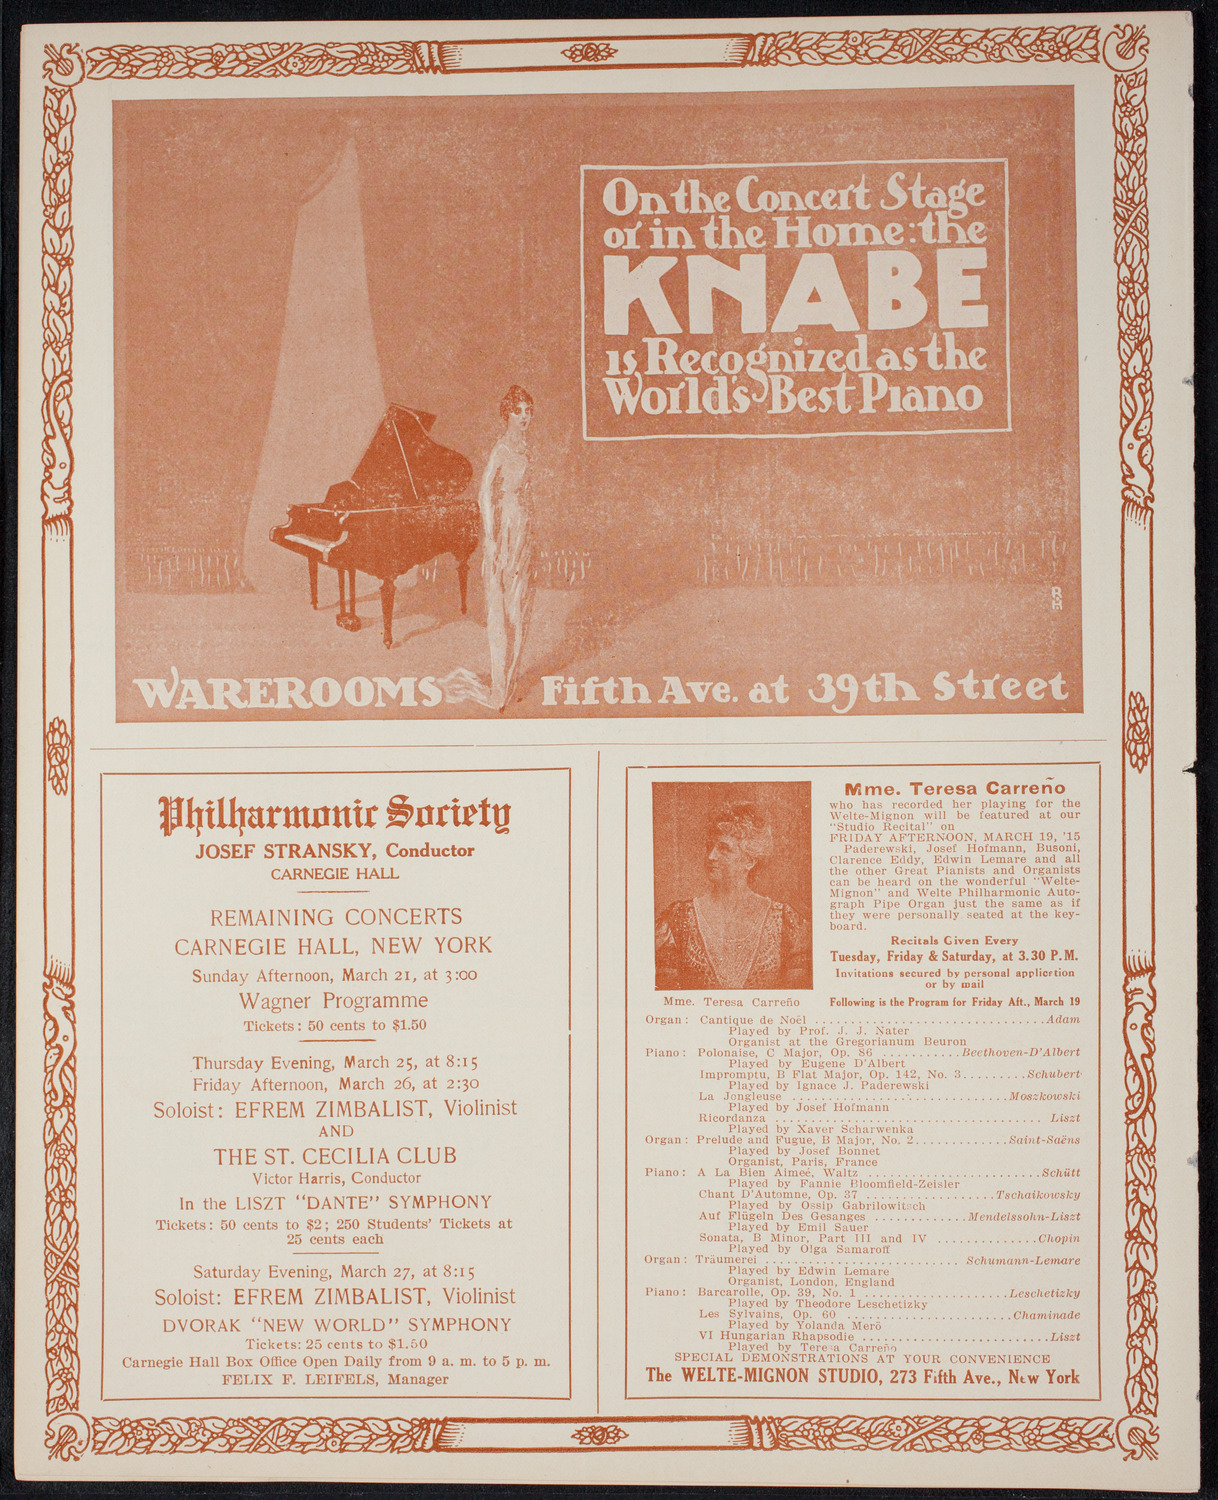 On the Concert Stage
or in the Home: the
KNABE
is Recognized as the
World's Best Piano
WAREROOMS Fifth Ave. at 39th Street
Philharmonic Society
JOSEF STRANSKY, Conductor
CARNEGIE HALL
REMAINING CONCERTS
CARNEGIE HALL, NEW YORK
Sunday Afternoon, March 21, at 3:00
Wagner Programme
Tickets: 50 cents to $1.50
Thursday Evening, March 25, at 8:15
Friday Afternoon, March 26, at 2:30
Soloist: EFREM ZIMBALIST, Violinist
AND
THE ST. CECILIA CLUB
Victor Harris, Conductor
In the LISZT "DANTE" SYMPHONY
Tickets: 50 cents to $2; 250 Students' Tickets at
25 cents each
Saturday Evening, March 27, at 8:15
Soloist: EFREM ZIMBALIST, Violinist
DVORAK "NEW WORLD" SYMPHONY
Tickets: 25 cents to $1.50
Carnegie Hall Box Office Open Daily from 9 a. m. to 5 p. m.
FELIX F. LEIFELS, Manager
Mme. Teresa Carreño
Mme. Teresa Carreño
who has recorded her playing for the
Welte-Mignon will be featured at our
"Studio Recital" on
FRIDAY AFTERNOON, MARCH 19, '15
Paderewski, Josef Hofmann, Busoni,
Clarence Eddy, Edwin Lemare and all
the other Great Pianists and Organists
can be heard on the wonderful "Welte-
Mignon" and Welte Philharmonic Auto-
graph Pipe Organ just the same as if
they were personally seated at the key-
board.
Recitals Given Every
Tuesday, Friday & Saturday, at 3.30 P.M.
Invitations secured by personal application
or by mail
Following is the Program for Friday Aft., March 19
Organ: Cantique de Noël ..............................Adam
Played by Prof. J. J. Nater
Organist at the Gregorianum Beuron
Piano: Polonaise, C Major, Op. 86 ...........Beethoven-D'Albert
Played by Eugene D'Albert
Impromptu, B Flat Major, Op. 142, No. 3.........Schubert
Played by Ignace J. Paderewski
La Jongleuse ............................Moszkowski
Played by Josef Hofmann
Ricordanza ................................... Liszt
Played by Xaver Scharwenka
Organ: Prelude and Fugue, B Major, No. 2.............Saint-Saëns
Played by Josef Bonnet
Organist, Paris, France
Piano: A La Bien Aimeé, Waltz .......................Schütt
Played by Fannie Bloomfield-Zeisler
Chant D'Automne, Op. 37 ..................Tschaikowsky
Played by Ossip Gabrilowitsch
Auf Flügeln Des Gesanges .............Mendelssohn-Liszt
Played by Emil Sauer
Sonata, B Minor, Part III and IV ..............Chopin
Played by Olga Samaroff
Organ: Träumerei .......................... Schumann-Lemare
Played by Edwin Lemare
Organist, London, England
Piano: Barcarolle, Op. 39, No. 1 ....................Leschetizky
Played by Theodore Leschetizky
Les Sylvains, Op. 60 .......................Chaminade
Played by Yolanda Merö
VI Hungarian Rhapsodie ..........................Liszt
Played by Teresa Carreño
SPECIAL DEMONSTRATIONS AT YOUR CONVENIENCE
The WELTE-MIGNON STUDIO, 273 Fifth Ave., New York